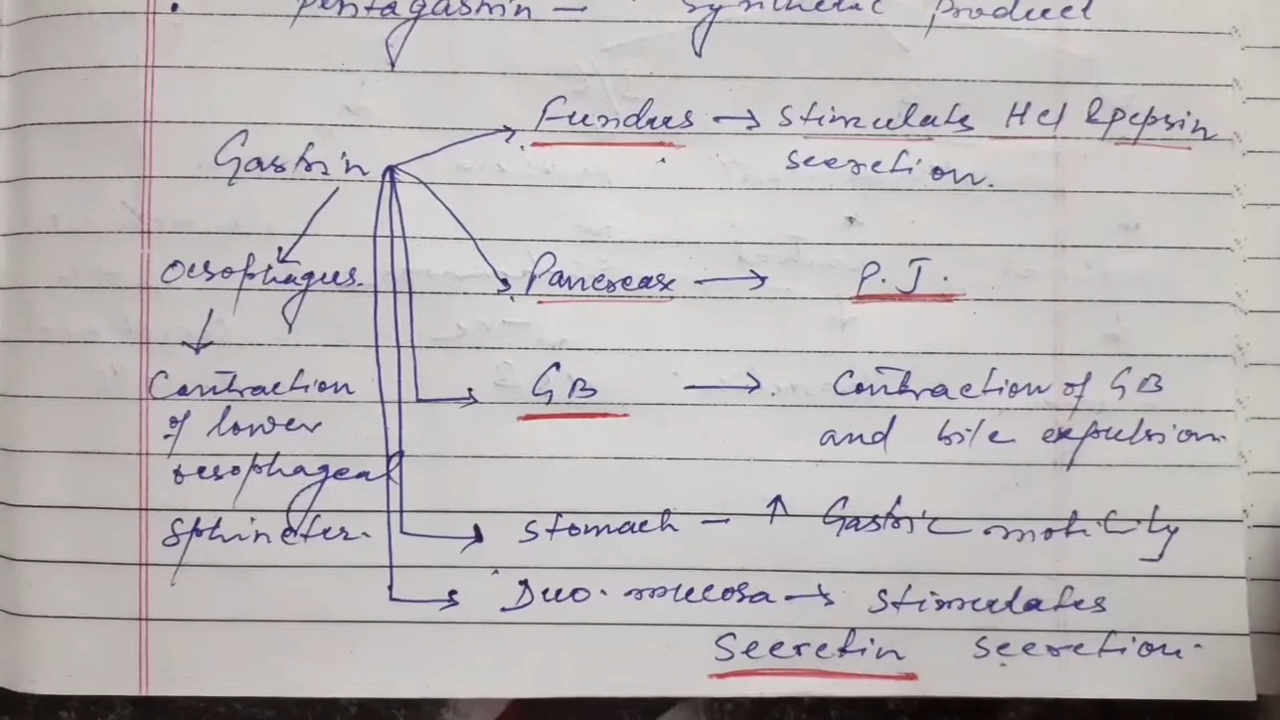 • Pentagastrin — Synthetic Product
Gastrin
Fundus → Stimulates Hcl & pepsin
secretion.
Oesophagus.
Pancreas → P.J.
Contraction
of lower
oesophageal
Sphincter.
GB → Contraction of GB
and bile expulsion.
Stomach – ↑ Gastric motility
Duo. mucosa → Stimulates
Secretin secretion.